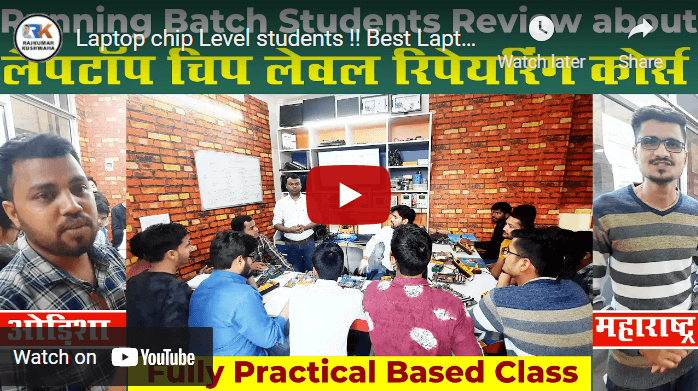 Running Batch Students Review about
RK
RAJKUMAR
KUSHWAHA
Laptop chip Level students !! Best Lapt...
Watch later
Share
लैपटॉप चिप लेवल रिपेयरिंग कोर्स
ओड़िशा
महाराष्ट्र
Watch on YouTube
Fully Practical Based Class